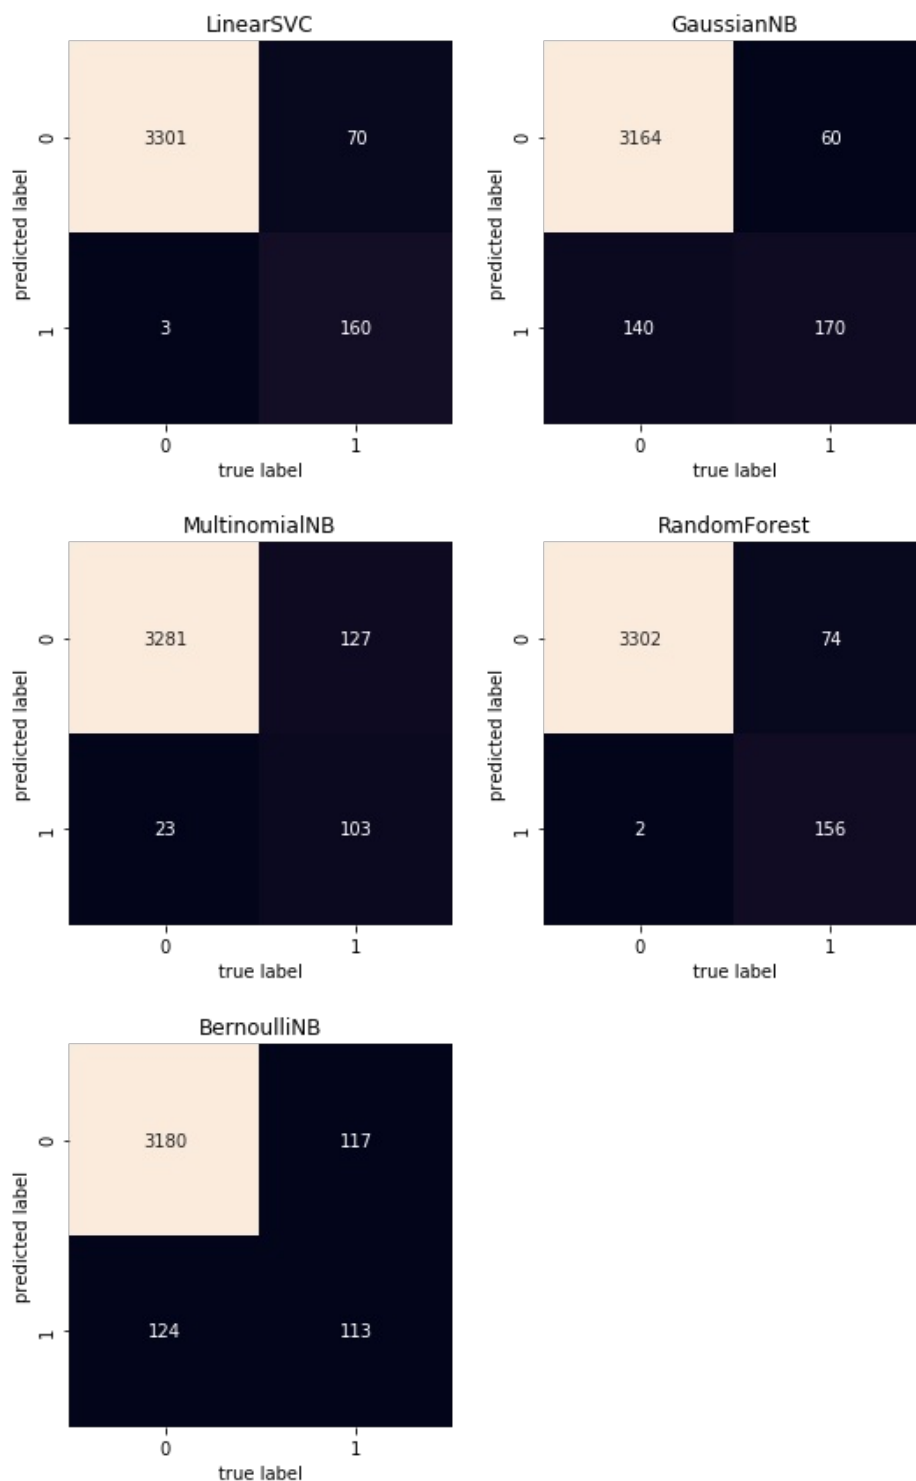 LinearSVC
predicted label
0
3301
70
1
3
160
0
1
true label
GaussianNB
predicted label
0
3164
60
1
140
170
0
1
true label
MultinomialNB
predicted label
0
3281
127
1
23
103
0
1
true label
RandomForest
predicted label
0
3302
74
1
2
156
0
1
true label
BernoulliNB
predicted label
0
3180
117
1
124
113
0
1
true label